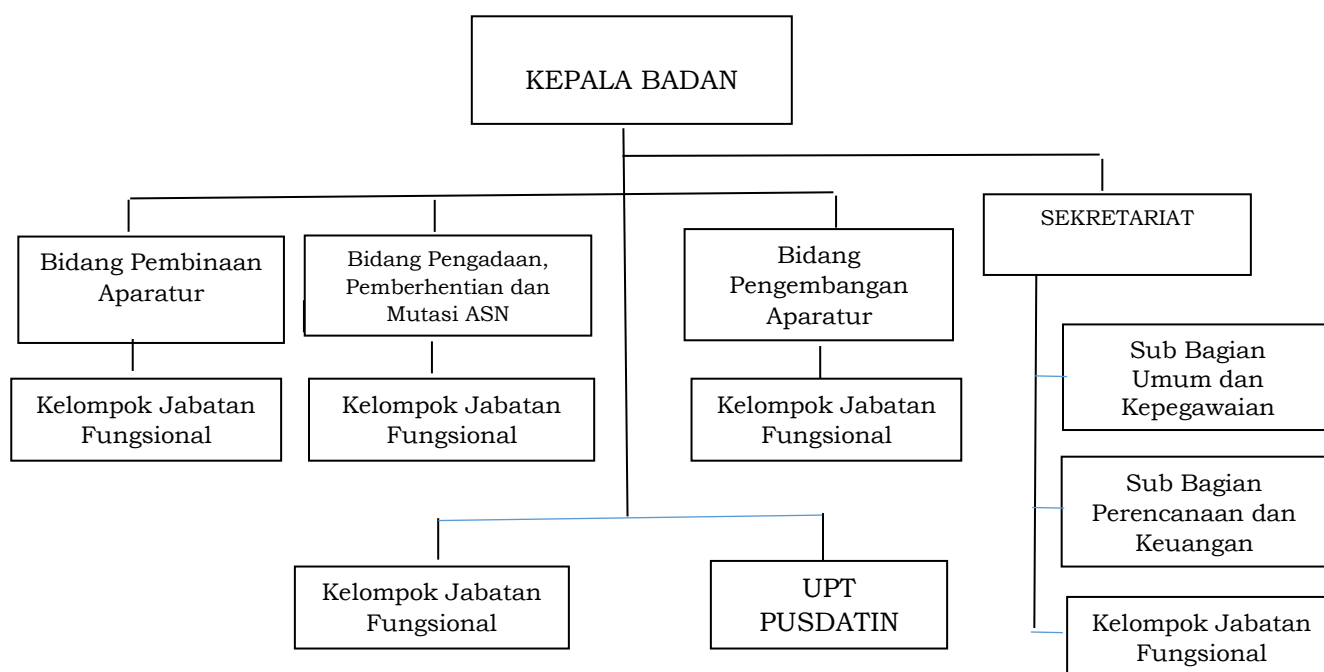 KEPALA BADAN
SEKRETARIAT
Bidang Pembinaan
Aparatur
Bidang Pengadaan,
Pemberhentian dan
Mutasi ASN
Bidang
Pengembangan
Aparatur
Sub Bagian
Umum dan
Kepegawaian
Kelompok Jabatan
Fungsional
Kelompok Jabatan
Fungsional
Kelompok Jabatan
Fungsional
Sub Bagian
Perencanaan dan
Keuangan
Kelompok Jabatan
Fungsional
UPT
PUSDATIN
Kelompok Jabatan
Fungsional